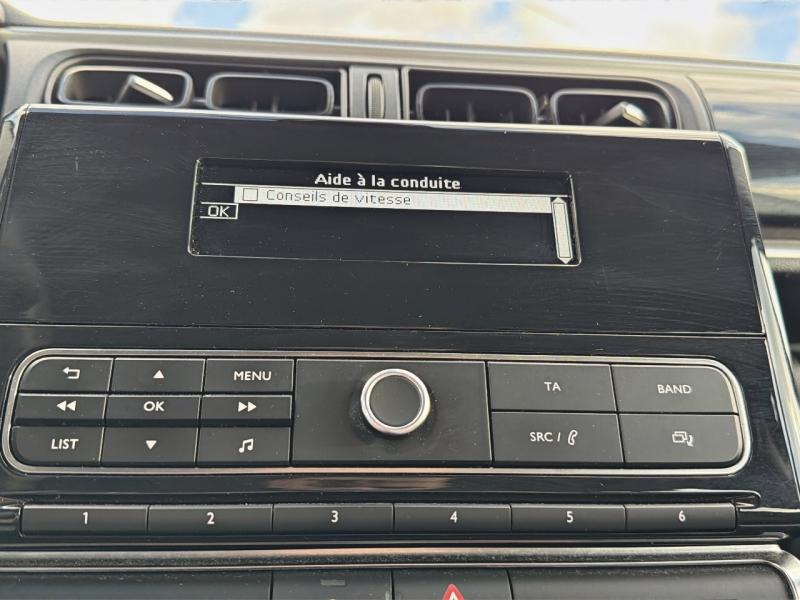 Aide à la conduite
Conseils de vitesse
OK
MENU
OK
LIST
TA
BAND
SRC /
1 2 3 4 5 6